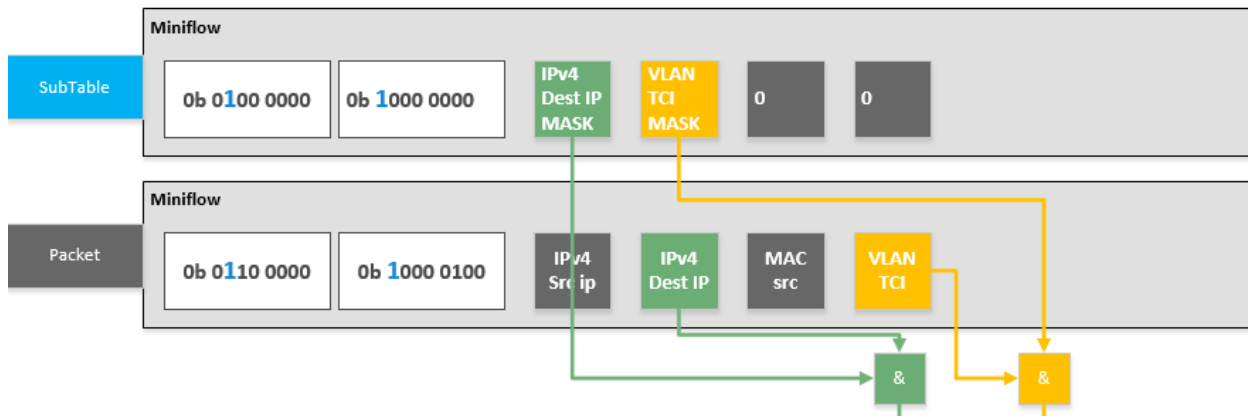 Miniflow
SubTable
0b 0100 0000
0b 1000 0000
IPv4
Dest IP
MASK
VLAN
TCI
MASK
0
0
Miniflow
Packet
0b 0110 0000
0b 1000 0100
IPv4
Src ip
IPv4
Dest IP
MAC
src
VLAN
TCI
&
&